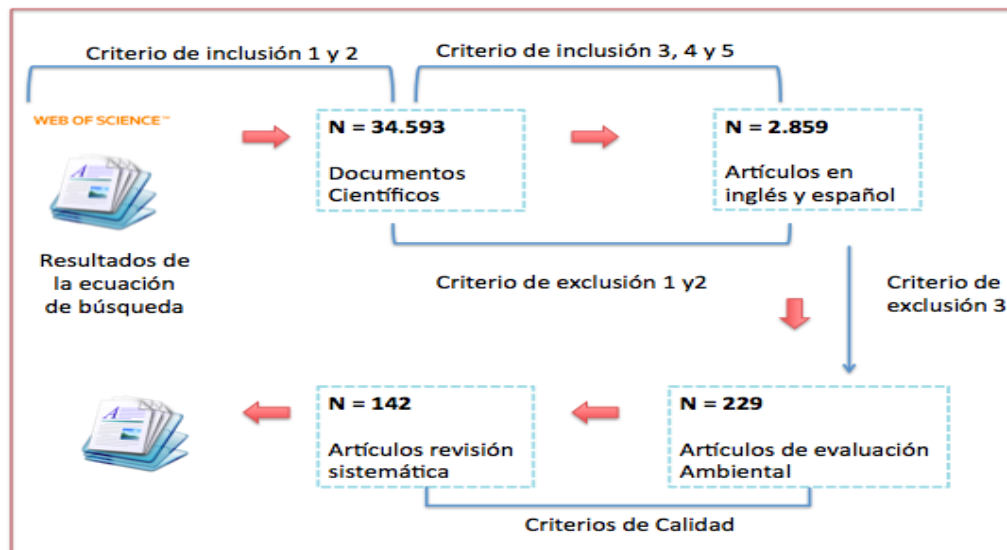 Criterio de inclusión 1 y 2
Criterio de inclusión 3, 4 y 5
WEB OF SCIENCE™
N = 34.593
Documentos
Científicos
N = 2.859
Artículos en
inglés y español
Resultados de
la ecuación
de búsqueda
Criterio de exclusión 1 y2
Criterio de
exclusión 3
N = 142
Artículos revisión
sistemática
N = 229
Artículos de evaluación
Ambiental
Criterios de Calidad